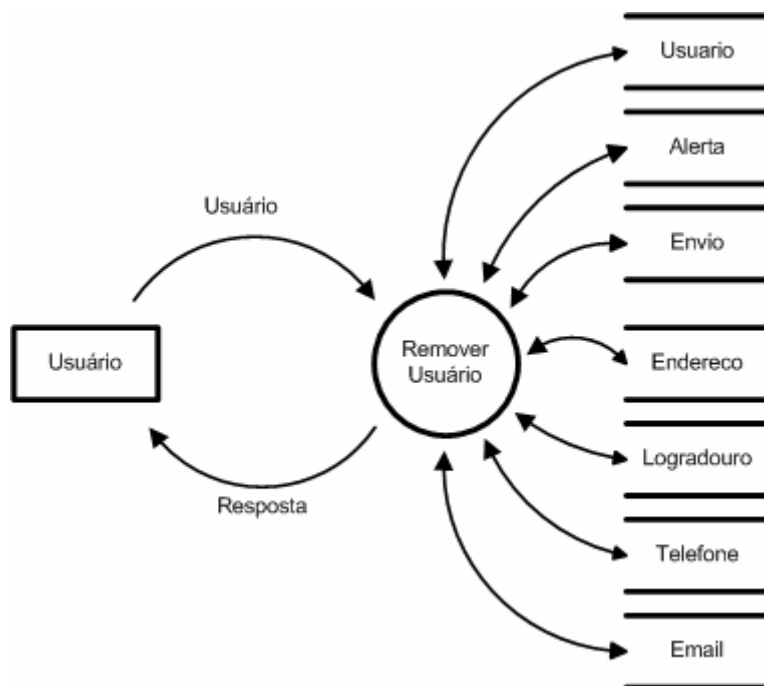 Usuario
Alerta
Usuário
Envio
Usuário
Remover
Usuário
Endereco
Logradouro
Resposta
Telefone
Email